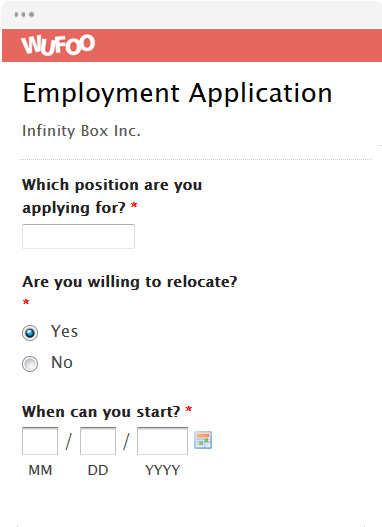 WUFOO
Employment Application
Infinity Box Inc.
Which position are you
applying for? *
Are you willing to relocate?
*
Yes
No
When can you start? *
/ /
MM DD YYYY